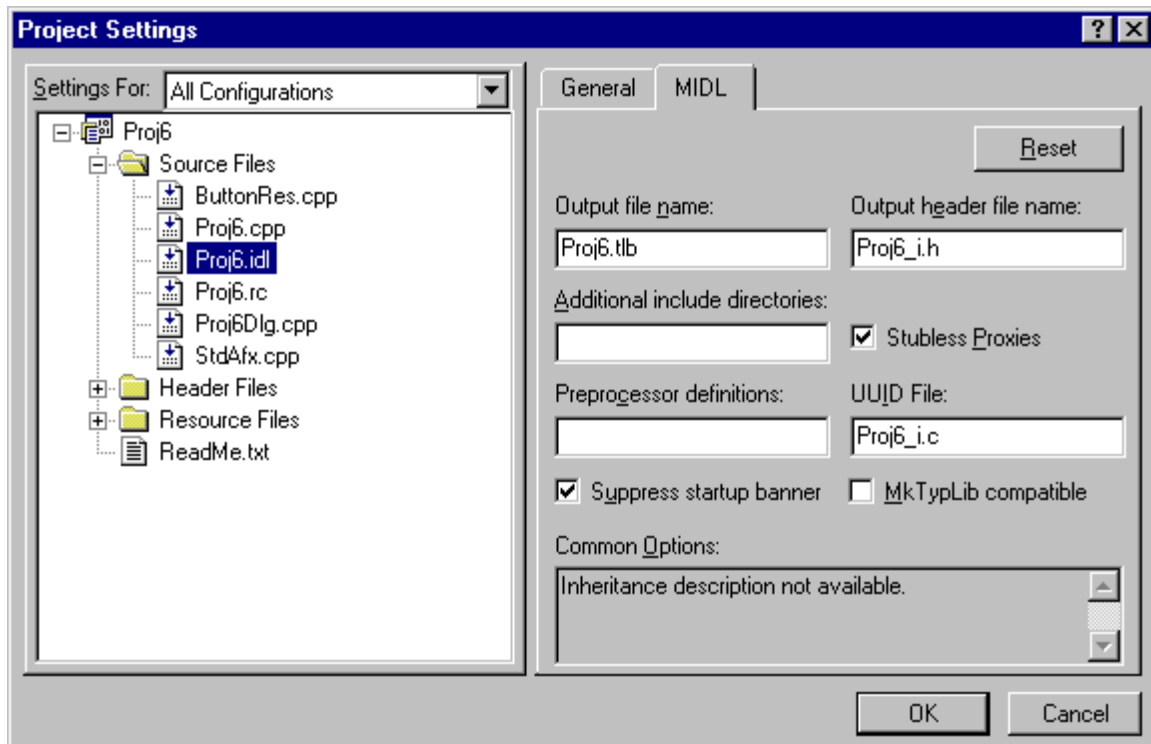 Project Settings
Settings For: All Configurations
Proj6
Source Files
ButtonRes.cpp
Proj6.cpp
Proj6.idl
Proj6.rc
Proj6Dlg.cpp
StdAfx.cpp
Header Files
Resource Files
ReadMe.txt
General MIDL
Reset
Output file name: Output header file name:
Proj6.tlb Proj6_i.h
Additional include directories:
Stubless Proxies
Preprocessor definitions: UUID File:
Proj6_i.c
Suppress startup banner MkTypLib compatible
Common Options:
Inheritance description not available.
OK Cancel